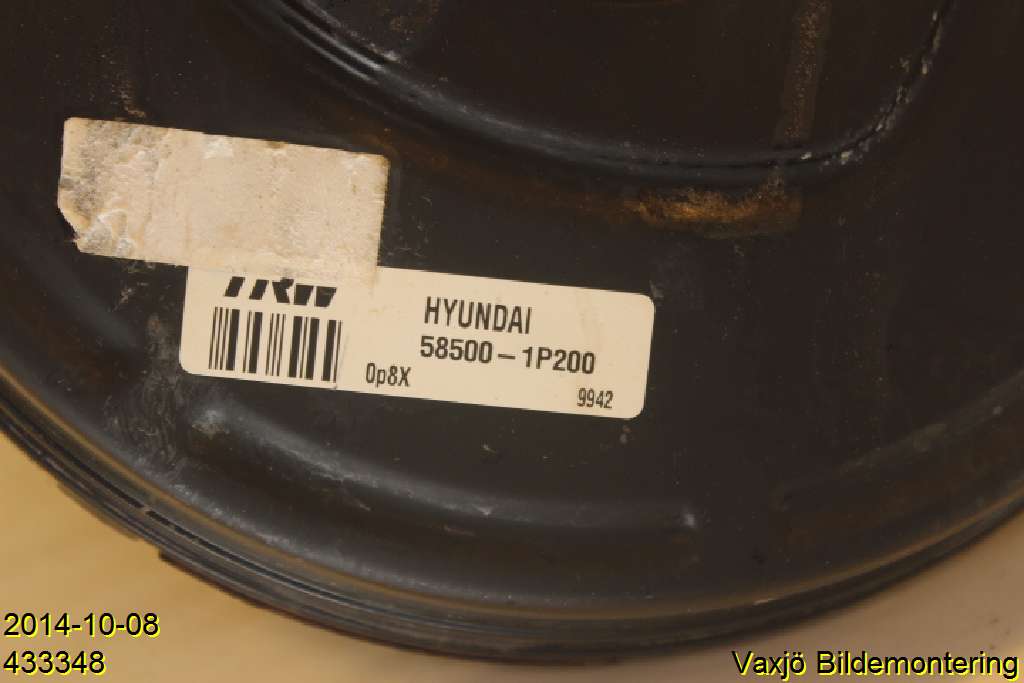 TRW
HYUNDAI
58500-1P200
0p8X
9942
2014-10-08
433348
Vaxjö Bildemontering